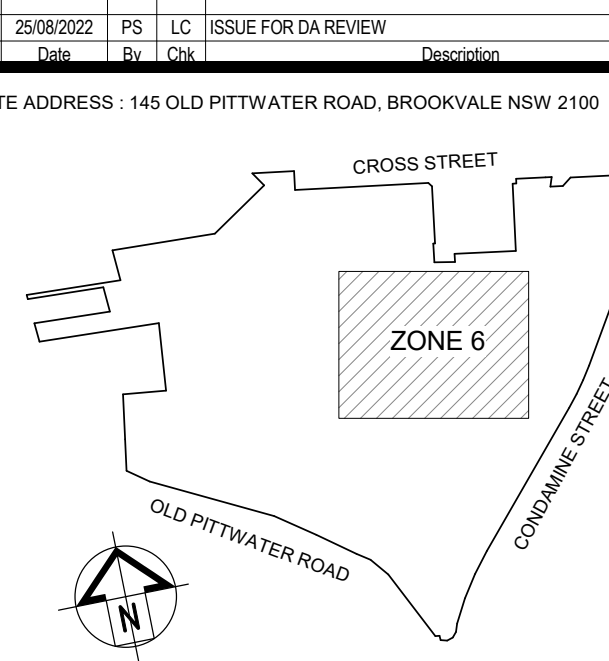 25/08/2022 PS LC ISSUE FOR DA REVIEW
Date By Chk Description
TE ADDRESS : 145 OLD PITTWATER ROAD, BROOKVALE NSW 2100
CROSS STREET
ZONE 6
CONDAMINE STREET
OLD PITTWATER ROAD
N